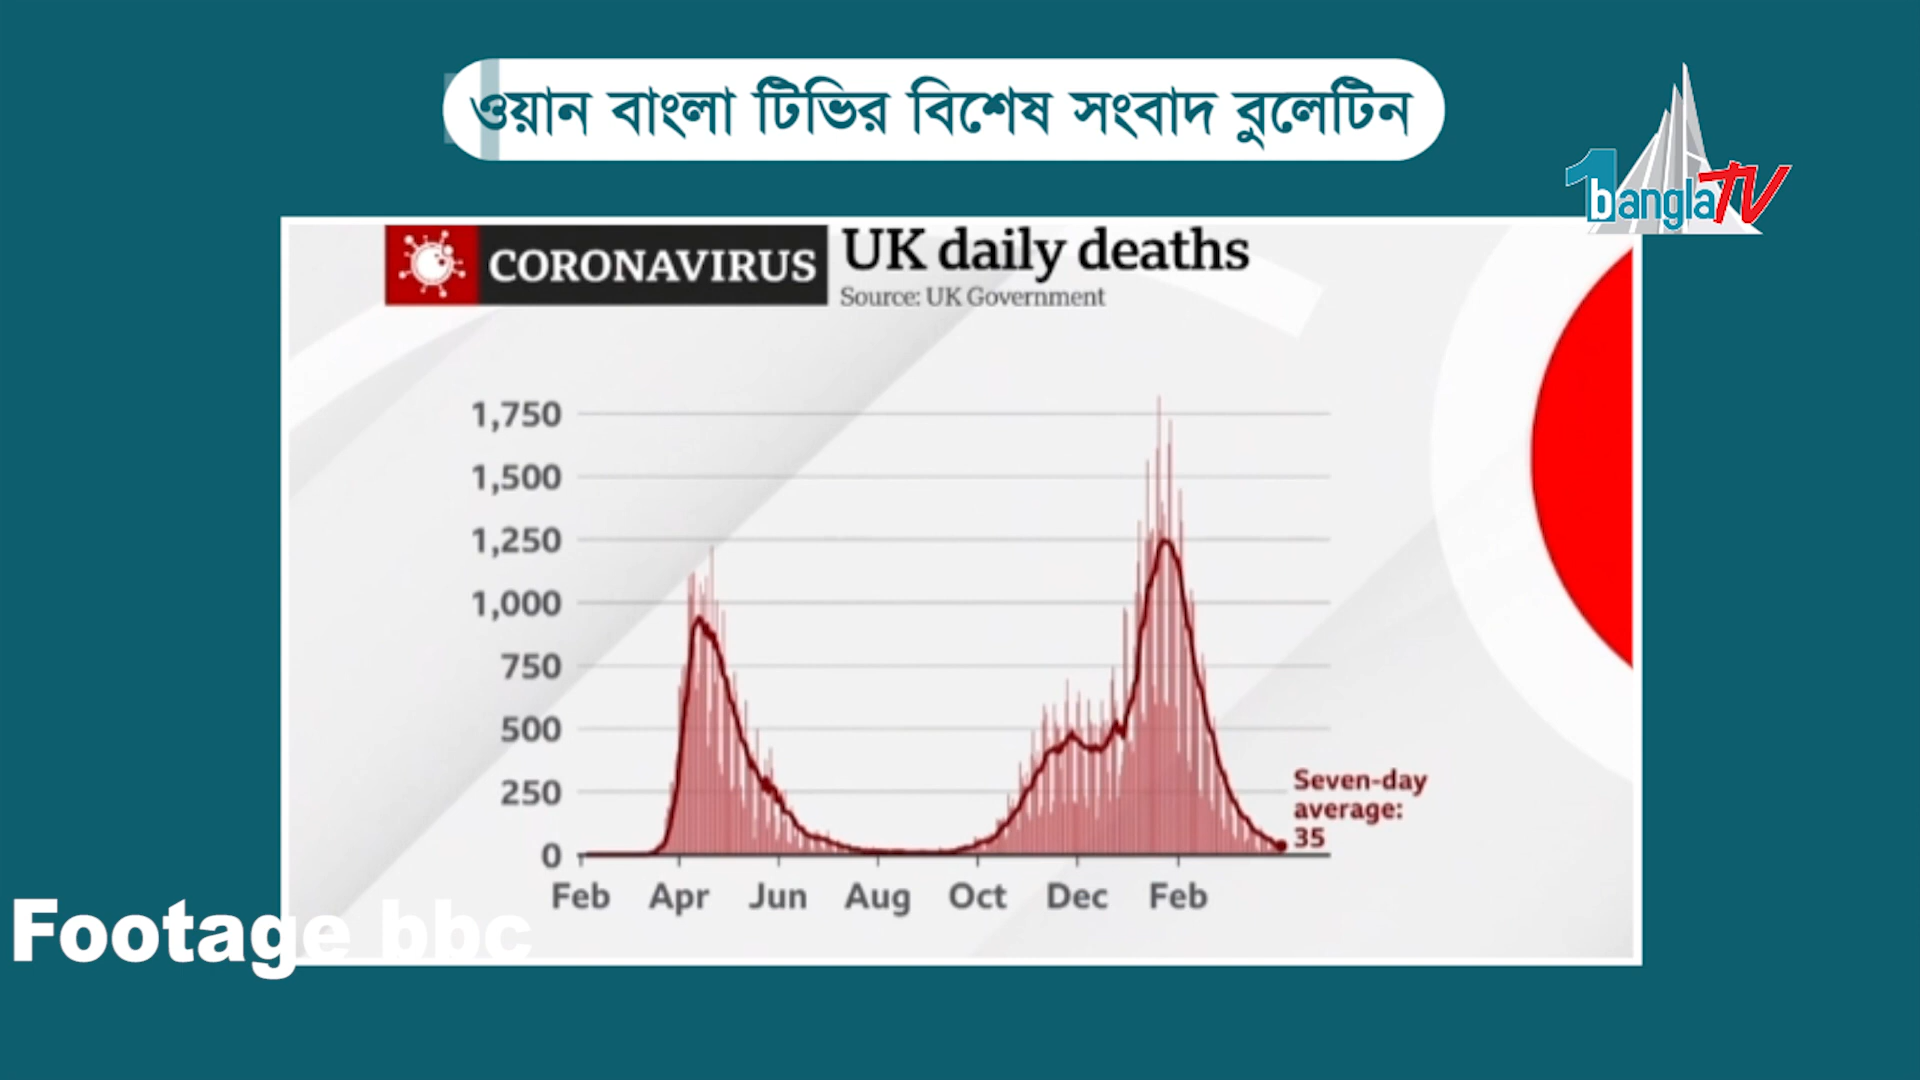 ওয়ান বাংলা টিভির বিশেষ সংবাদ বুলেটিন
1banglaTV
CORONAVIRUS
UK daily deaths
Source: UK Government
1,750
1,500
1,250
1,000
750
500
250
0
Seven-day
average:
35
Feb Apr Jun Aug Oct Dec Feb
Footage bbc